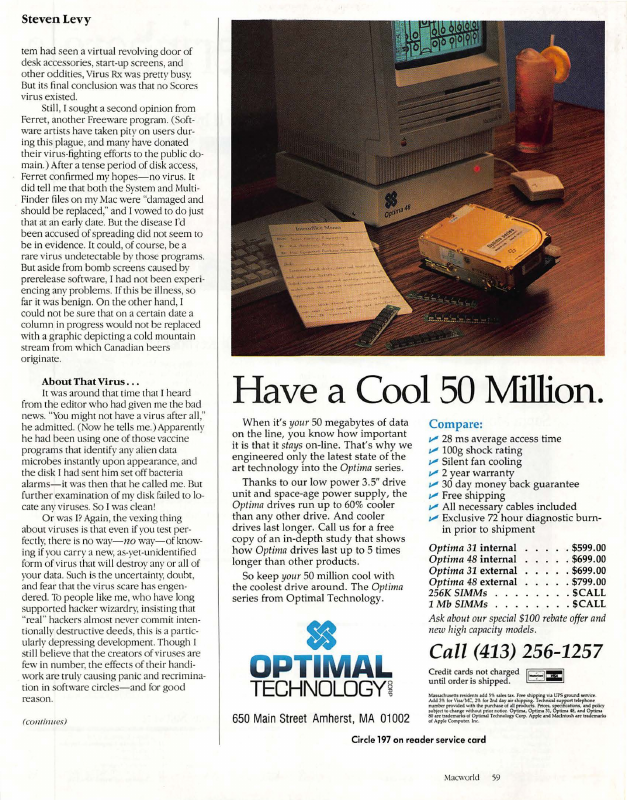 Steven Levy
tem had seen a virtual revolving door of
desk accessories, start-up screens, and
other oddities, Virus Rx was pretty busy.
But its final conclusion was that no Scores
virus existed.
Still, I sought a second opinion from
Ferret, another Freeware program. (Soft-
ware artists have taken pity on users dur-
ing this plague, and many have donated
their virus-fighting efforts to the public do-
main.) After a tense period of disk access,
Ferret confirmed my hopes—no virus. It
did tell me that both the System and Multi-
Finder files on my Mac were "damaged and
should be replaced," and I vowed to do just
that at an early date. But the disease I'd
been accused of spreading did not seem to
be in evidence. It could, of course, be a
rare virus undetectable by those programs.
But aside from bomb screens caused by
prerelease software, I had not been experi-
encing any problems. If this be illness, so
far it was benign. On the other hand, I
could not be sure that on a certain date a
column in progress would not be replaced
with a graphic depicting a cold mountain
stream from which Canadian beers
originate.
About That Virus . . .
It was around that time that I heard
from the editor who had given me the bad
news. "You might not have a virus after all,"
he admitted. (Now he tells me.) Apparently
he had been using one of those vaccine
programs that identify any alien data
microbes instantly upon appearance, and
the disk I had sent him set off bacteria
alarms—it was then that he called me. But
further examination of my disk failed to lo-
cate any viruses. So I was clean!
Or was I? Again, the vexing thing
about viruses is that even if you test per-
fectly, there is no way—no way—of know-
ing if you carry a new, as-yet-unidentified
form of virus that will destroy any or all of
your data. Such is the uncertainty, doubt,
and fear that the virus scare has engen-
dered. To people like me, who have long
supported hacker wizardry, insisting that
"real" hackers almost never commit inten-
tionally destructive deeds, this is a partic-
ularly depressing development. Though I
still believe that the creators of viruses are
few in number, the effects of their handi-
work are truly causing panic and recrimina-
tion in software circles—and for good
reason.
(continues)
Optima 48
Have a Cool 50 Million.
When it's your 50 megabytes of data
on the line, you know how important
it is that it stays on-line. That's why we
engineered only the latest state of the
art technology into the Optima series.
Thanks to our low power 3.5" drive
unit and space-age power supply, the
Optima drives run up to 60% cooler
than any other drive. And cooler
drives last longer. Call us for a free
copy of an in-depth study that shows
how Optima drives last up to 5 times
longer than other products.
So keep your 50 million cool with
the coolest drive around. The Optima
series from Optimal Technology.
OPTIMAL
TECHNOLOGY CORP
650 Main Street Amherst, MA 01002
Compare:
28 ms average access time
100g shock rating
Silent fan cooling
2 year warranty
30 day money back guarantee
Free shipping
All necessary cables included
Exclusive 72 hour diagnostic burn-
in prior to shipment
Optima 31 internal . . . . . $599.00
Optima 48 internal . . . . . $699.00
Optima 31 external . . . . . $699.00
Optima 48 external . . . . . $799.00
256K SIMMs . . . . . . . . $CALL
1 Mb SIMMs . . . . . . . . $CALL
Ask about our special $100 rebate offer and
new high capacity models.
Call (413) 256-1257
Credit cards not charged
until order is shipped.
Massachusetts residents add 5% sales tax. Free shipping via UPS ground service.
Add 3% for Visa/MC, 2% for 2nd day air shipping. Technical support telephone
number provided with the purchase of all products. Prices, specifications, and policy
subject to change without prior notice. Optima, Optima 31, Optima 48, and Optima
80 are trademarks of Optimal Technology Corp. Apple and Macintosh are trademarks
of Apple Computer, Inc.
Circle 197 on reader service card
Macworld 59